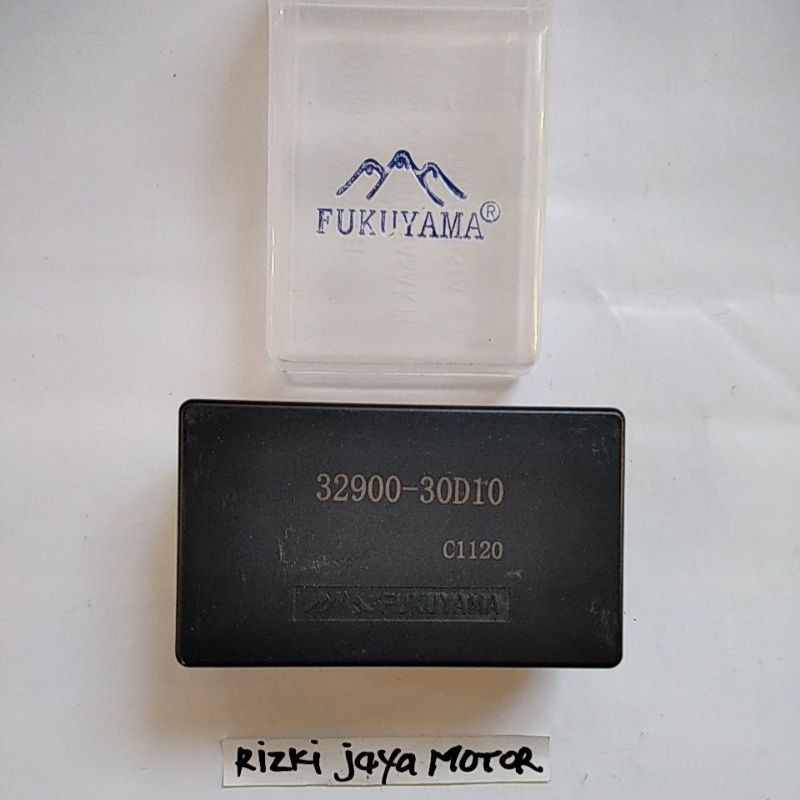 FUKUYAMA®
32900-30D10
C1120
FUKUYAMA
Rizki jaya MOTOR